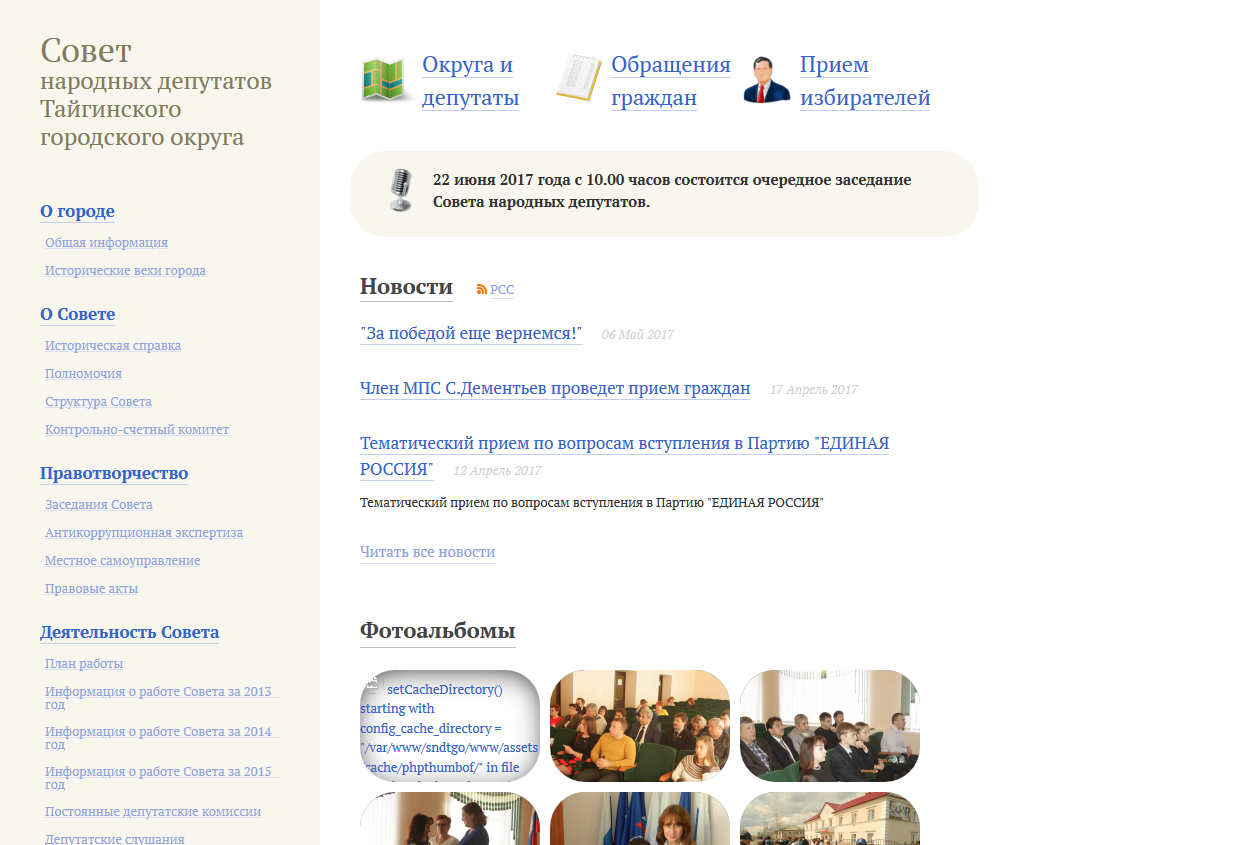 Совет
народных депутатов
Тайгинского
городского округа
О городе
Общая информация
Исторические вехи города
О Совете
Историческая справка
Полномочия
Структура Совета
Контрольно-счетный комитет
Правотворчество
Заседания Совета
Антикоррупционная экспертиза
Местное самоуправление
Правовые акты
Деятельность Совета
План работы
Информация о работе Совета за 2013
год
Информация о работе Совета за 2014
год
Информация о работе Совета за 2015
год
Постоянные депутатские комиссии
Депутатские слушания
Округа и
депутаты
Обращения
граждан
Прием
избирателей
22 июня 2017 года с 10.00 часов состоится очередное заседание
Совета народных депутатов.
Новости РСС
"За победой еще вернемся!" 06 Май 2017
Член МПС С.Дементьев проведет прием граждан 17 Апрель 2017
Тематический прием по вопросам вступления в Партию "ЕДИНАЯ
РОССИЯ" 12 Апрель 2017
Тематический прием по вопросам вступления в Партию "ЕДИНАЯ РОССИЯ"
Читать все новости
Фотоальбомы
setCacheDirectory()
starting with
config_cache_directory =
"/var/www/sndtgo/www/assets
cache/phpthumbof/" in file